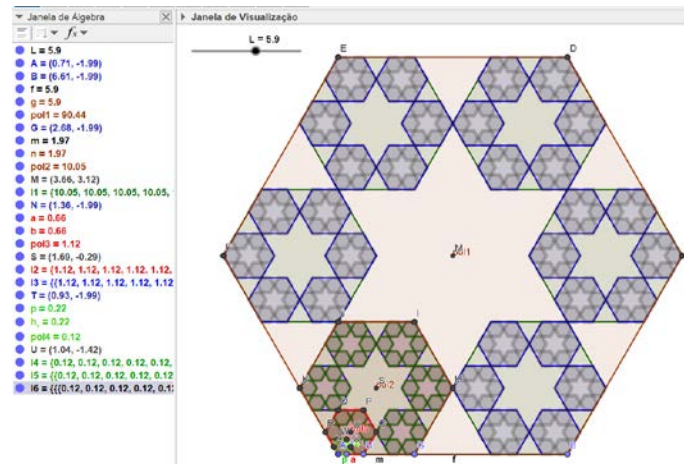 Janela de Álgebra
Janela de Visualização
L = 5.9
A = (0.71, -1.99)
B = (6.61, -1.99)
f = 5.9
g = 5.9
pol1 = 90.44
G = (2.68, -1.99)
m = 1.97
n = 1.97
pol2 = 10.05
M = (3.66, 3.12)
l1 = {10.05, 10.05, 10.05, 10.05,
N = (1.36, -1.99)
a = 0.66
b = 0.66
pol3 = 1.12
S = (1.69, -0.29)
l2 = {1.12, 1.12, 1.12, 1.12, 1.12,
l3 = {{1.12, 1.12, 1.12, 1.12, 1.12,
T = (0.93, -1.99)
p = 0.22
pol4 = 0.12
U = (1.04, -1.42)
l4 = {0.12, 0.12, 0.12, 0.12, 0.12,
l5 = {{0.12, 0.12, 0.12, 0.12, 0.12,
l6 = {{{0.12, 0.12, 0.12, 0.12, 0.12
L = 5.9
E
D
M
pol1
I
S
pol2
P
p
a
m
f